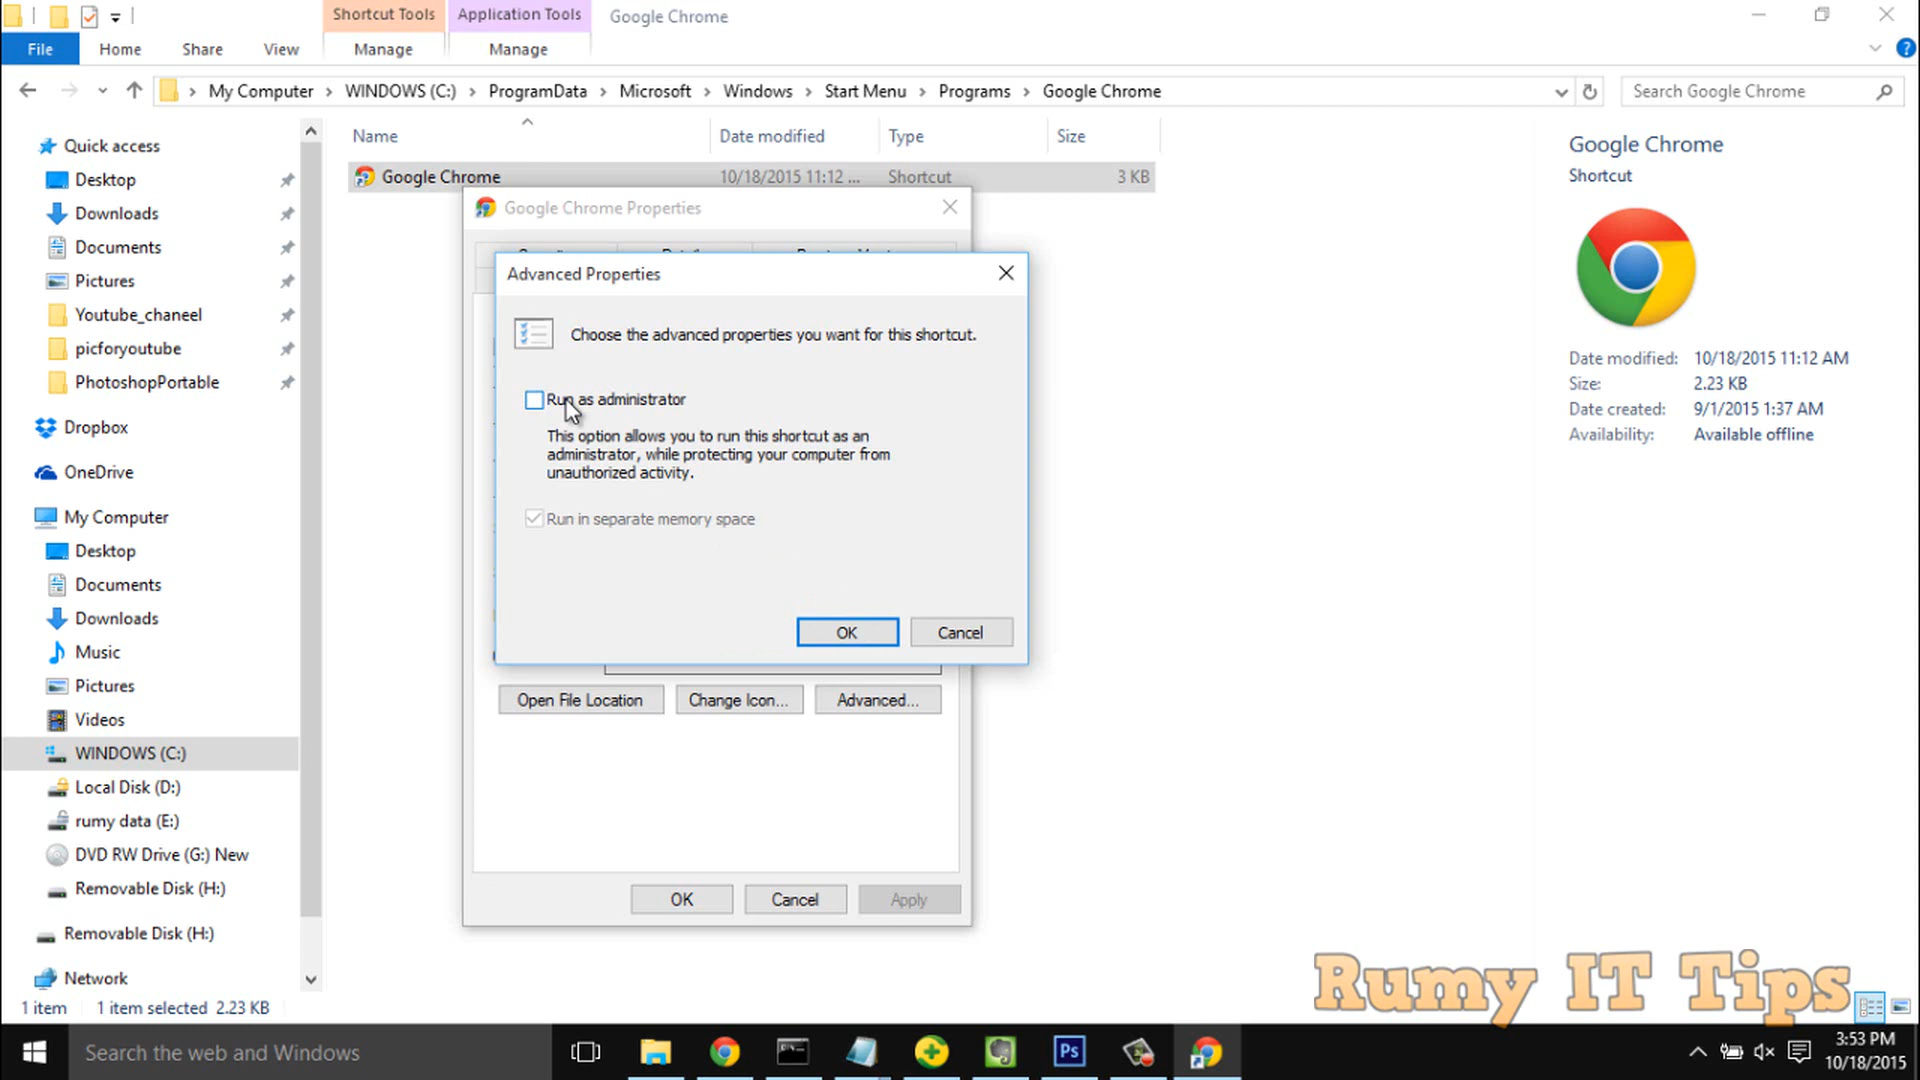 Shortcut Tools
Application Tools
Google Chrome
File
Home
Share
View
Manage
Manage
My Computer
WINDOWS (C:)
ProgramData
Microsoft
Windows
Start Menu
Programs
Google Chrome
Search Google Chrome
Name
Date modified
Type
Size
Google Chrome
10/18/2015 11:12 ...
Shortcut
3 KB
Quick access
Desktop
Downloads
Documents
Pictures
Youtube_chaneel
picforyoutube
PhotoshopPortable
Dropbox
OneDrive
My Computer
Desktop
Documents
Downloads
Music
Pictures
Videos
WINDOWS (C:)
Local Disk (D:)
rumy data (E:)
DVD RW Drive (G:) New
Removable Disk (H:)
Removable Disk (H:)
Network
Google Chrome Properties
Advanced Properties
Choose the advanced properties you want for this shortcut.
Run as administrator
This option allows you to run this shortcut as an
administrator, while protecting your computer from
unauthorized activity.
Run in separate memory space
OK
Cancel
Open File Location
Change Icon...
Advanced...
OK
Cancel
Apply
Google Chrome
Shortcut
Date modified: 10/18/2015 11:12 AM
Size: 2.23 KB
Date created: 9/1/2015 1:37 AM
Availability: Available offline
Rumy IT Tips
1 item
1 item selected 2.23 KB
Search the web and Windows
Ps
3:53 PM
10/18/2015